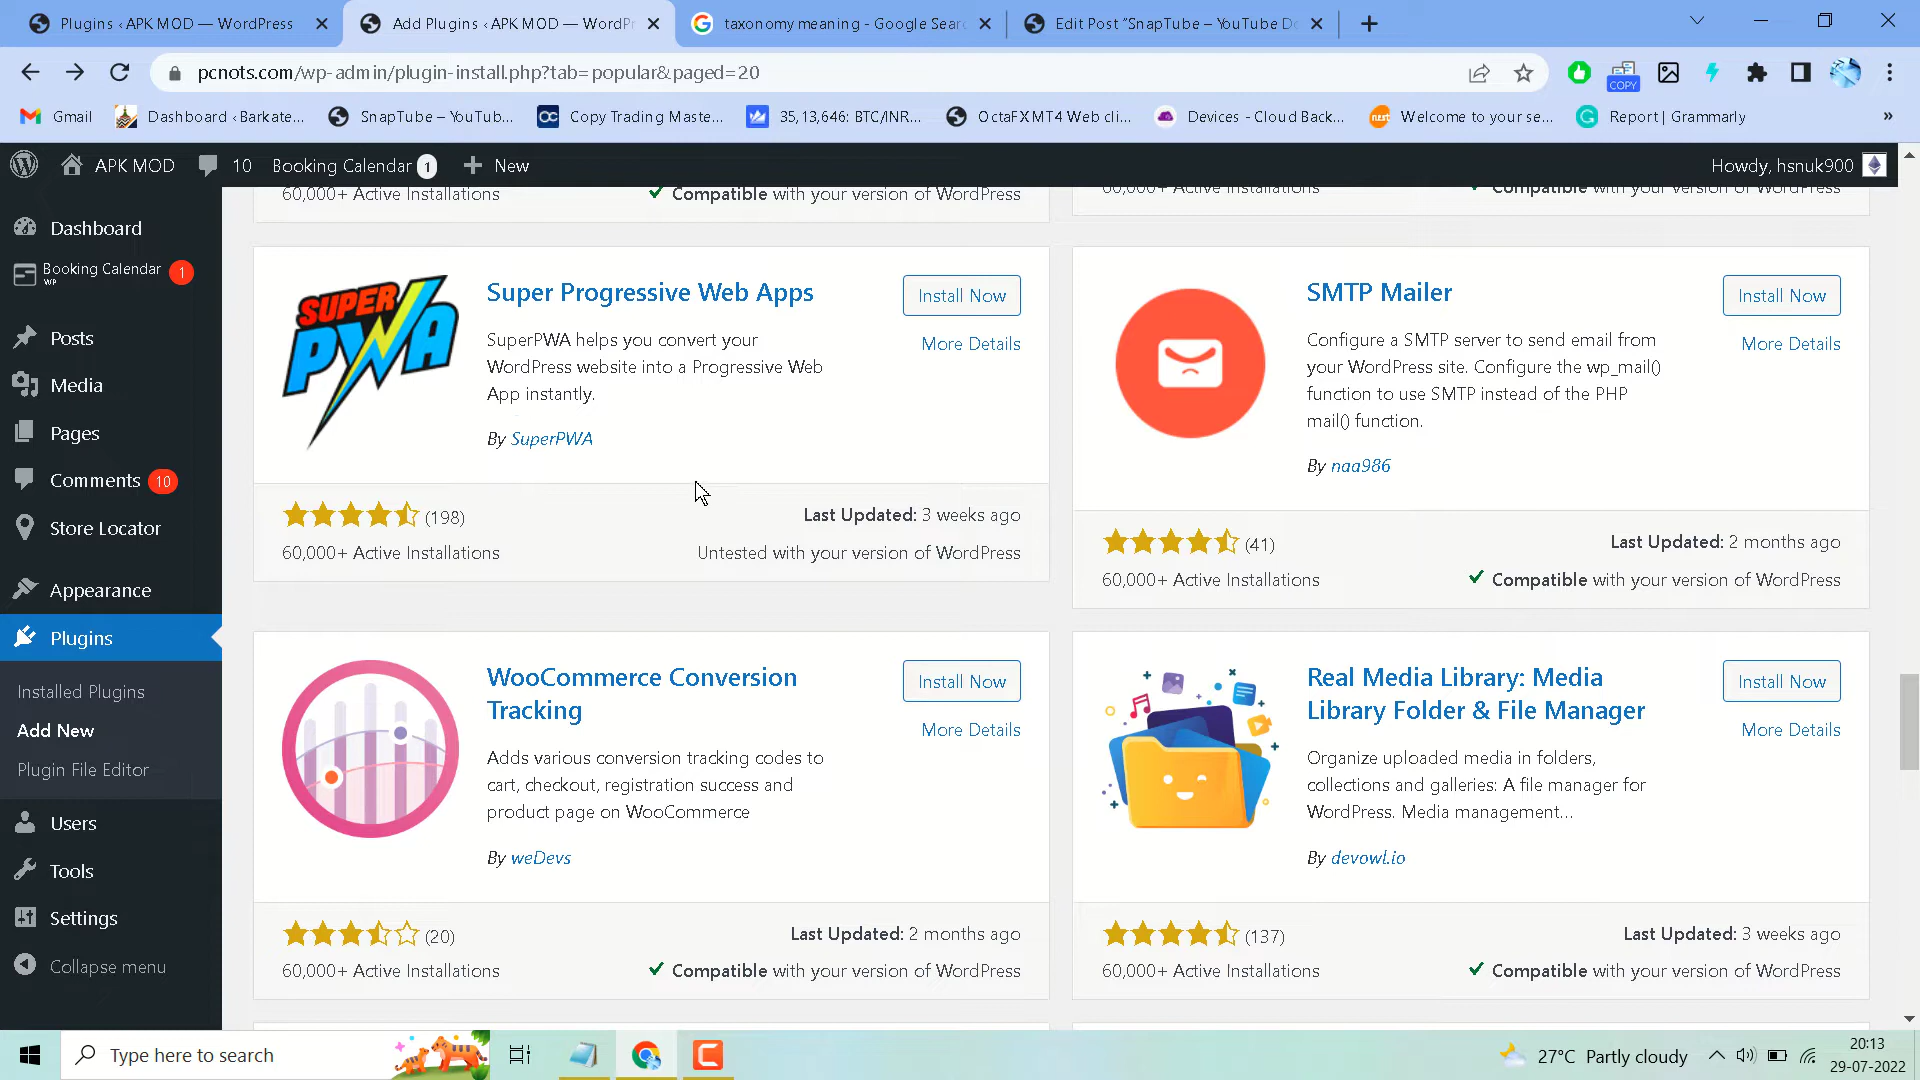 Plugins ‹ APK MOD — WordPress
Add Plugins ‹ APK MOD — WordPr
taxonomy meaning - Google Sear
Edit Post “SnapTube – YouTube Do
pcnots.com/wp-admin/plugin-install.php?tab=popular&paged=20
COPY
Gmail
Dashboard ‹ Barkate...
SnapTube – YouTub...
CC
Copy Trading Maste...
35,13,646: BTC/INR...
OctaFX MT4 Web cli...
Devices - Cloud Back...
Welcome to your se...
Report | Grammarly
»
APK MOD
10
Booking Calendar 1
New
Howdy, hsnuk900
Dashboard
Booking Calendar 1
WP
Posts
Media
Pages
Comments 10
Store Locator
Appearance
Plugins
Installed Plugins
Add New
Plugin File Editor
Users
Tools
Settings
Collapse menu
60,000+ Active Installations
Compatible with your version of WordPress
60,000+ Active Installations
Compatible with your version of WordPress
SUPER
PWA
Super Progressive Web Apps
Install Now
More Details
SuperPWA helps you convert your
WordPress website into a Progressive Web
App instantly.
By SuperPWA
(198)
Last Updated: 3 weeks ago
60,000+ Active Installations
Untested with your version of WordPress
SMTP Mailer
Install Now
More Details
Configure a SMTP server to send email from
your WordPress site. Configure the wp_mail()
function to use SMTP instead of the PHP
mail() function.
By naa986
(41)
Last Updated: 2 months ago
60,000+ Active Installations
Compatible with your version of WordPress
WooCommerce Conversion
Tracking
Install Now
More Details
Adds various conversion tracking codes to
cart, checkout, registration success and
product page on WooCommerce
By weDevs
(20)
Last Updated: 2 months ago
60,000+ Active Installations
Compatible with your version of WordPress
Real Media Library: Media
Library Folder & File Manager
Install Now
More Details
Organize uploaded media in folders,
collections and galleries: A file manager for
WordPress. Media management…
By devowl.io
(137)
Last Updated: 3 weeks ago
60,000+ Active Installations
Compatible with your version of WordPress
Type here to search
27°C Partly cloudy
20:13
29-07-2022